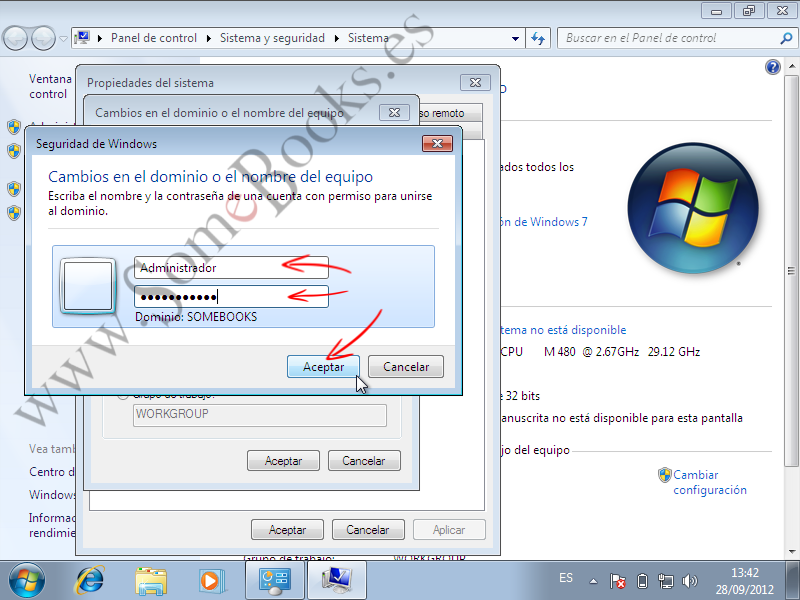 Panel de control
Sistema y seguridad
Sistema
Buscar en el Panel de control
Ventana
control
Propiedades del sistema
Cambios en el dominio o el nombre del equipo
so remoto
Seguridad de Windows
Cambios en el dominio o el nombre del equipo
Escriba el nombre y la contraseña de una cuenta con permiso para unirse
al dominio.
Administrador
●●●●●●●●●●●
Dominio: SOMEBOOKS
Aceptar
Cancelar
ados todos los
ón de Windows 7
tema no está disponible
CPU M 480 @ 2.67GHz 29.12 GHz
e 32 bits
anuscrita no está disponible para esta pantalla
jo del equipo
Cambiar
configuración
Grupo de trabajo:
WORKGROUP
Aceptar
Cancelar
Vea tamb
Centro d
Windows
Informac
rendimie
Aceptar
Cancelar
Aplicar
Grupo de trabajo:
WORKGROUP
ES
13:42
28/09/2012
www.SomeBooks.es